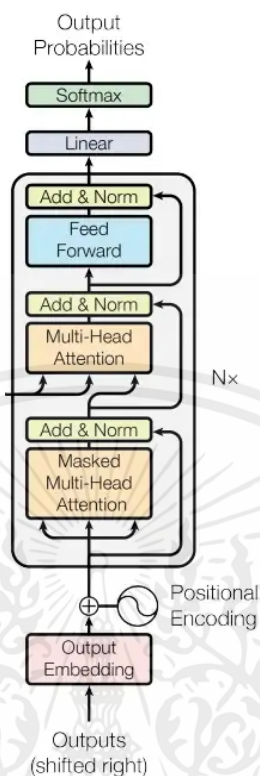 Output
Probabilities
Softmax
Linear
Add & Norm
Feed
Forward
Add & Norm
Multi-Head
Attention
N×
Add & Norm
Masked
Multi-Head
Attention
Positional
Encoding
Output
Embedding
Outputs
(shifted right)